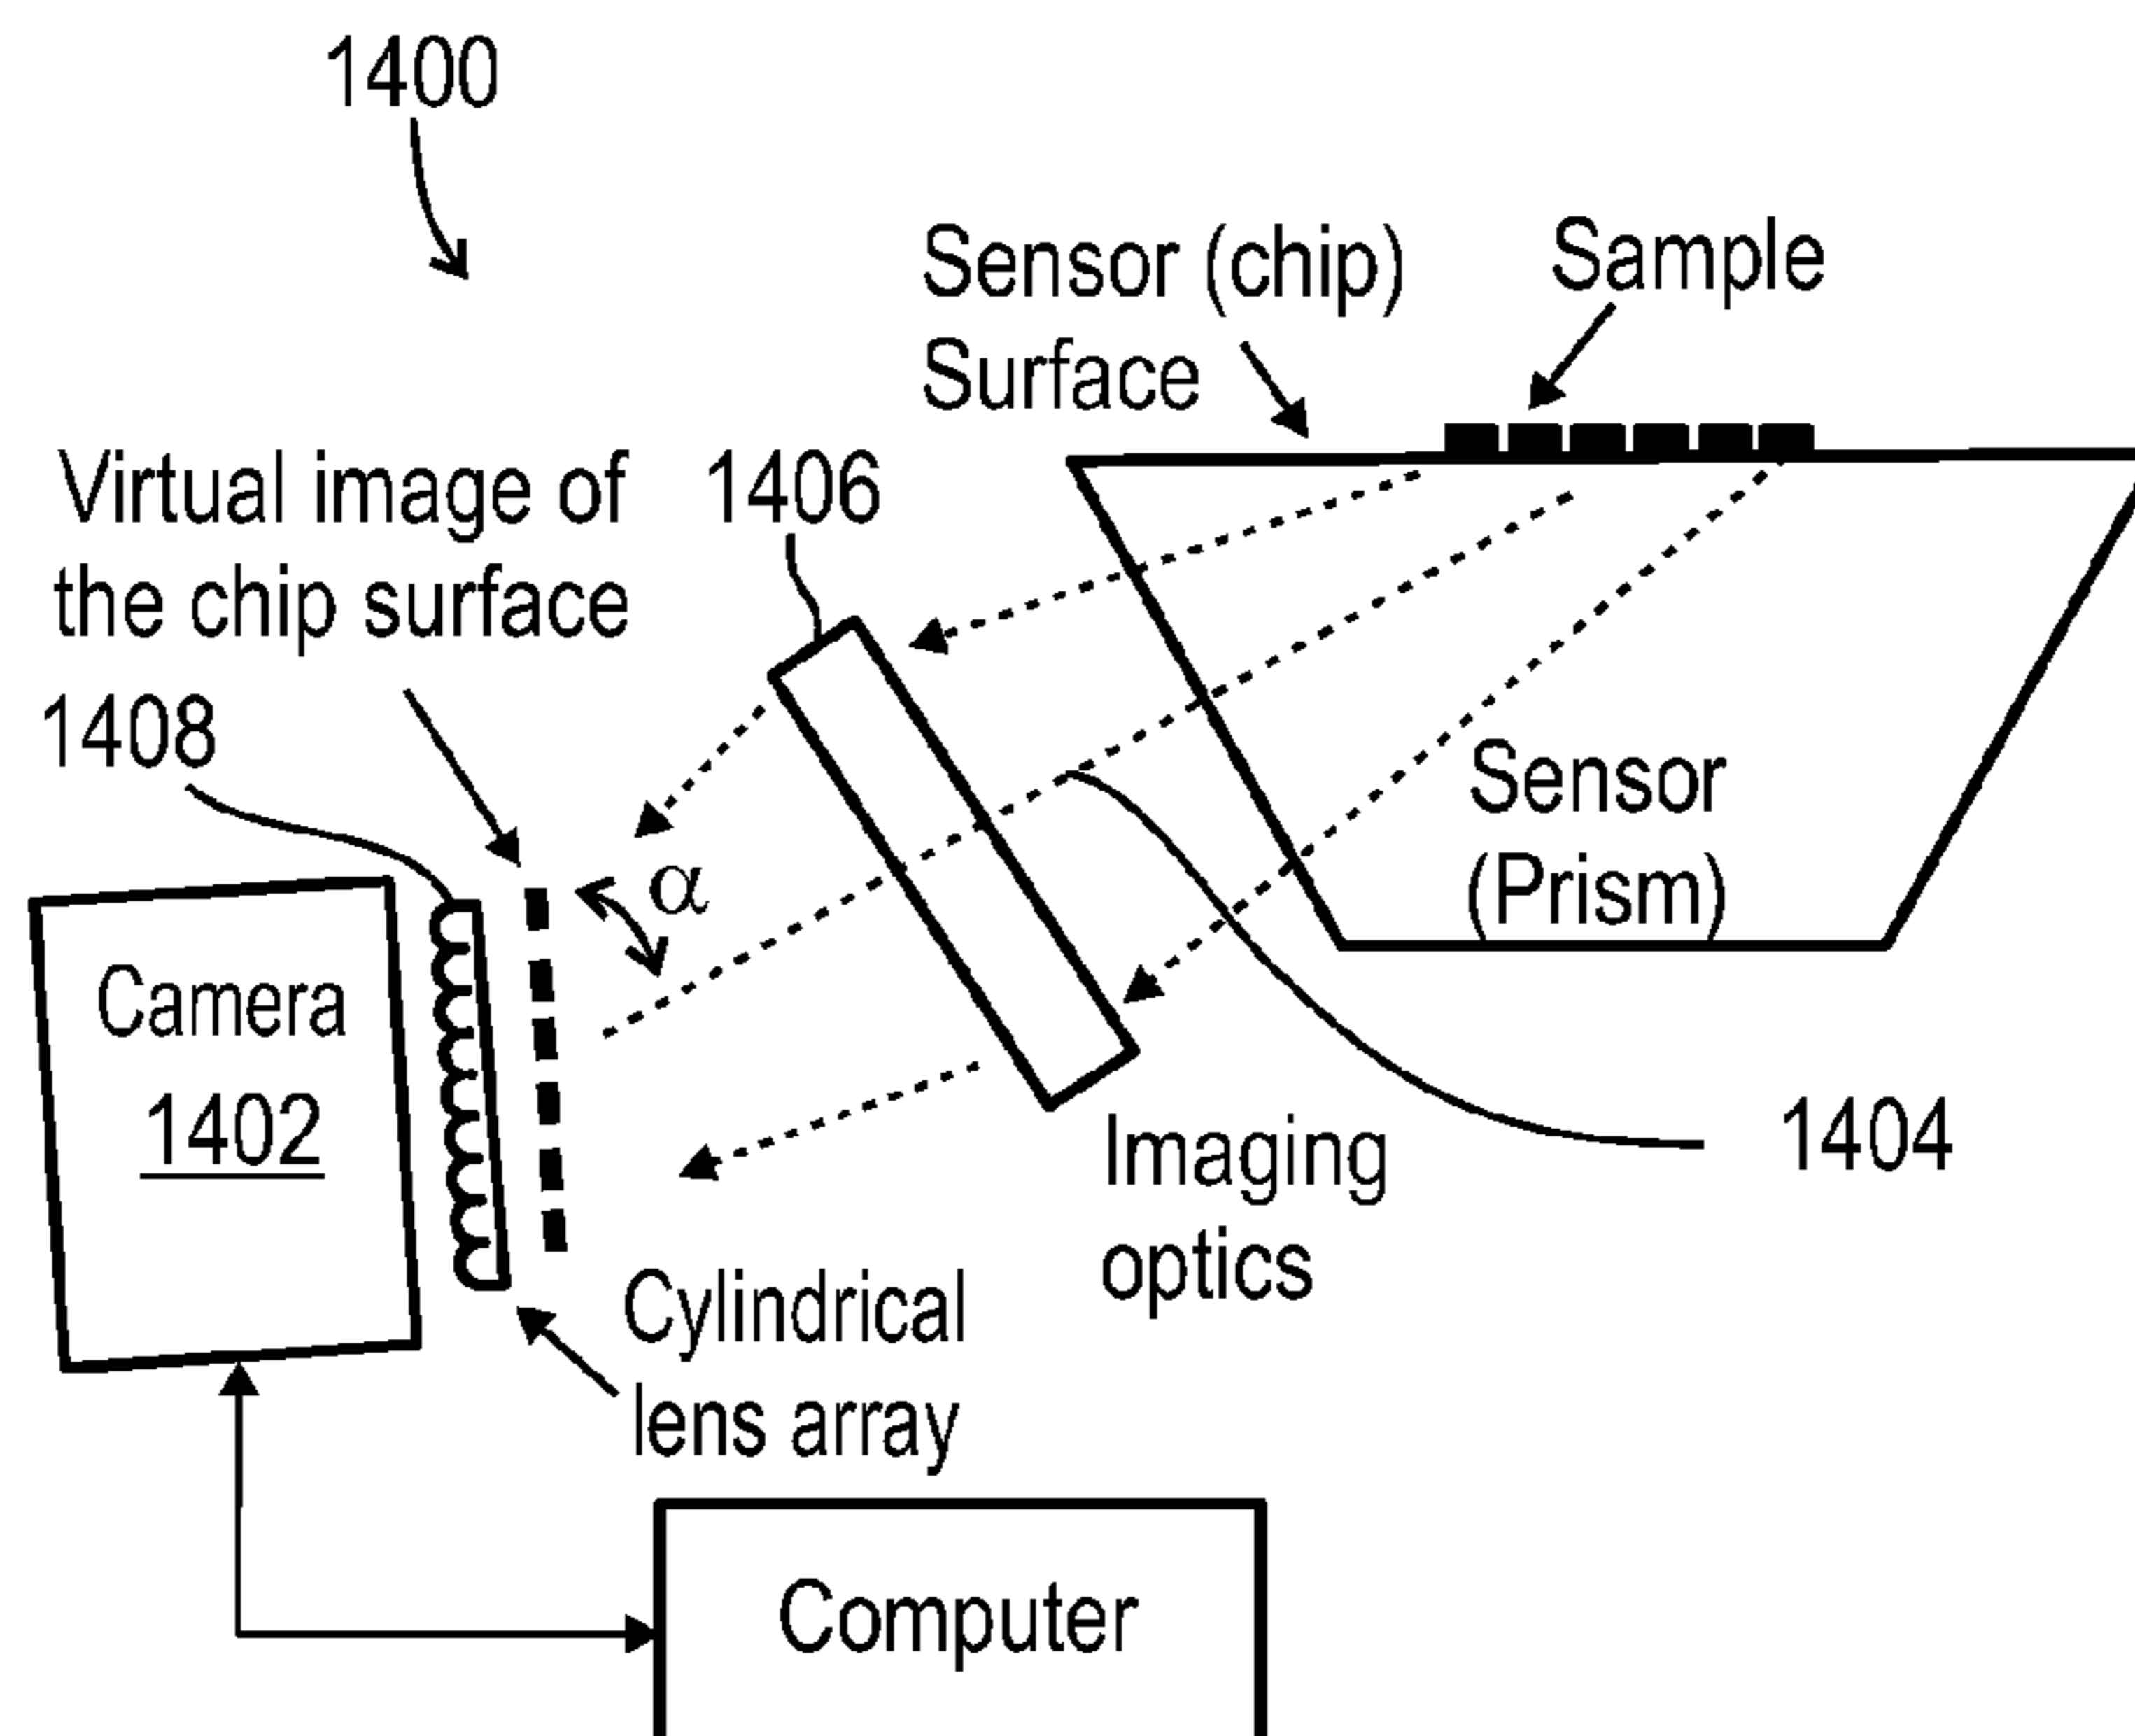 1400
Sensor (chip)
Surface
Sample
Virtual image of
the chip surface
1406
1408
α
Sensor
(Prism)
Camera
1402
1404
Imaging
optics
Cylindrical
lens array
Computer